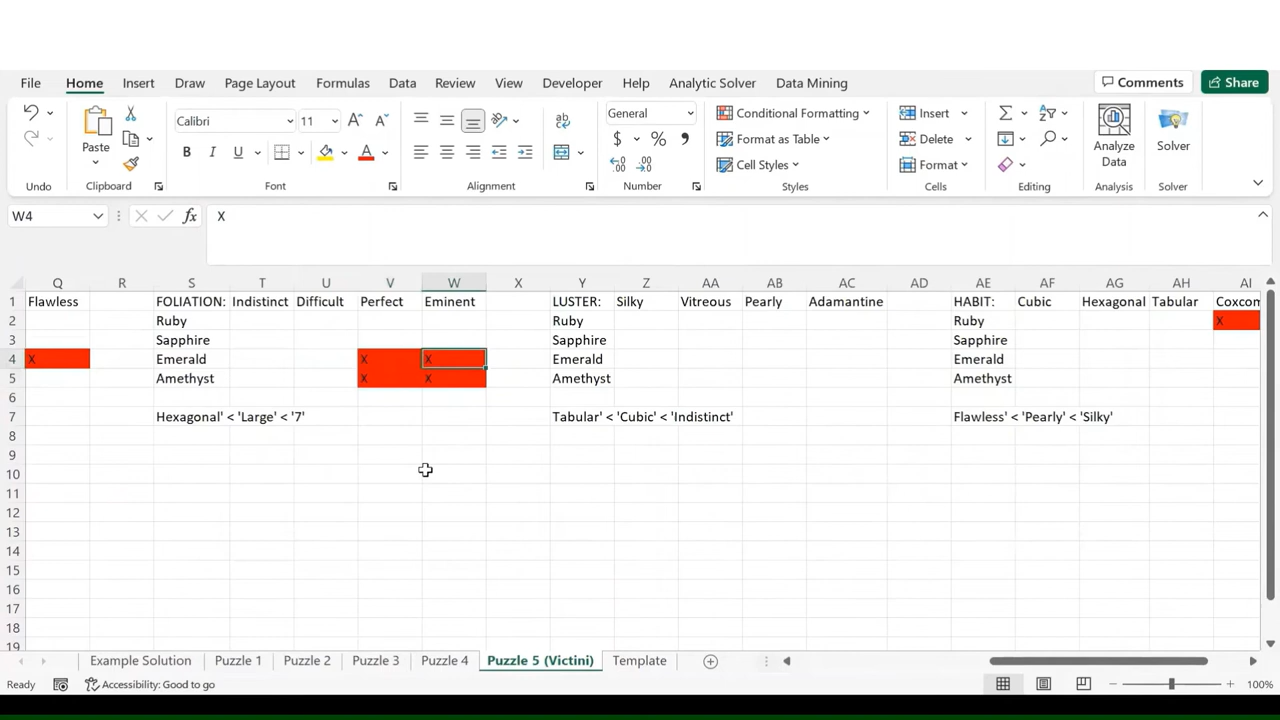 File Home Insert Draw Page Layout Formulas Data Review View Developer Help Analytic Solver Data Mining Comments Share
Calibri 11 General Conditional Formatting Insert
Paste Format as Table Delete Analyze Data Solver
B I U A $ % Cell Styles Format
Undo Clipboard Font Alignment Number Styles Cells Editing Analysis Solver
W4 fx X
Q R S T U V W X Y Z AA AB AC AD AE AF AG AH AI
1 Flawless FOLIATION: Indistinct Difficult Perfect Eminent LUSTER: Silky Vitreous Pearly Adamantine HABIT: Cubic Hexagonal Tabular Coxcom
2 Ruby Ruby Ruby X
3 Sapphire Sapphire Sapphire
4 X Emerald X X Emerald Emerald
5 Amethyst X X Amethyst Amethyst
6
7 Hexagonal' < 'Large' < '7' Tabular' < 'Cubic' < 'Indistinct' Flawless' < 'Pearly' < 'Silky'
8
9
10
11
12
13
14
15
16
17
18
19
Example Solution Puzzle 1 Puzzle 2 Puzzle 3 Puzzle 4 Puzzle 5 (Victini) Template
Ready Accessibility: Good to go 100%